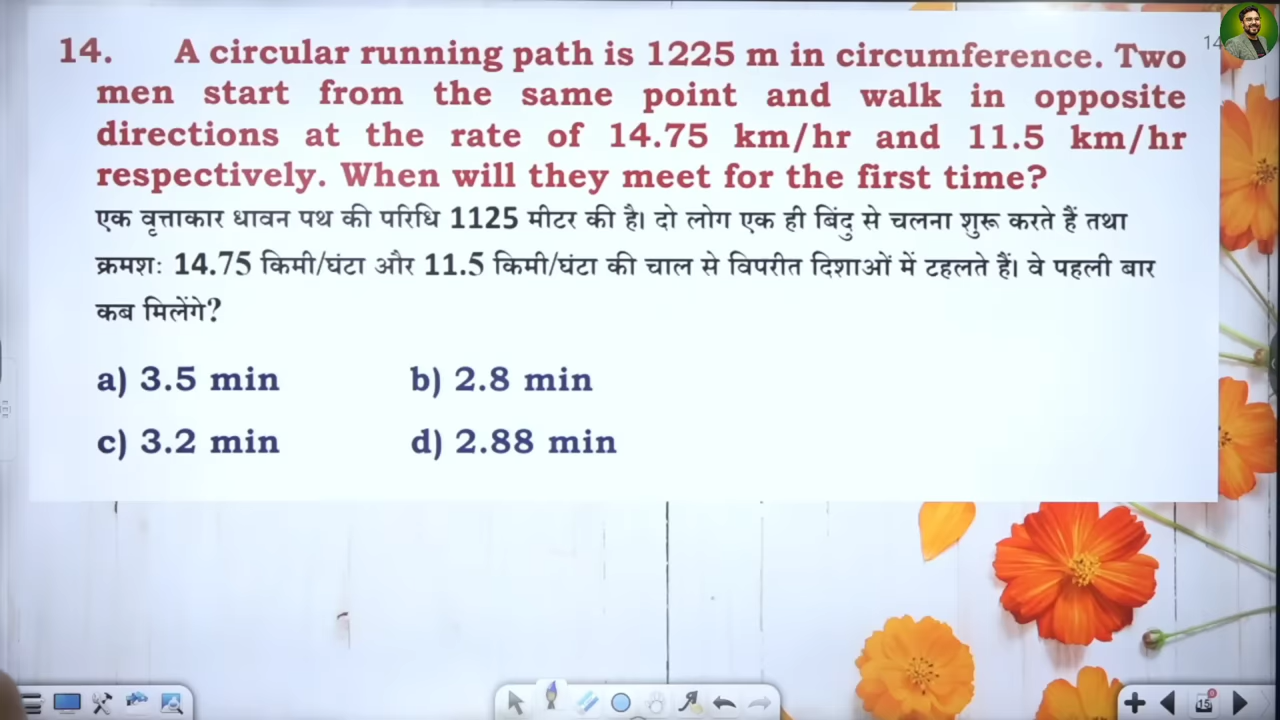 14
14. A circular running path is 1225 m in circumference. Two
men start from the same point and walk in opposite
directions at the rate of 14.75 km/hr and 11.5 km/hr
respectively. When will they meet for the first time?
एक वृत्ताकार धावन पथ की परिधि 1125 मीटर की है। दो लोग एक ही बिंदु से चलना शुरू करते हैं तथा
क्रमशः 14.75 किमी/घंटा और 11.5 किमी/घंटा की चाल से विपरीत दिशाओं में टहलते हैं। वे पहली बार
कब मिलेंगे?
a) 3.5 min b) 2.8 min
c) 3.2 min d) 2.88 min
15